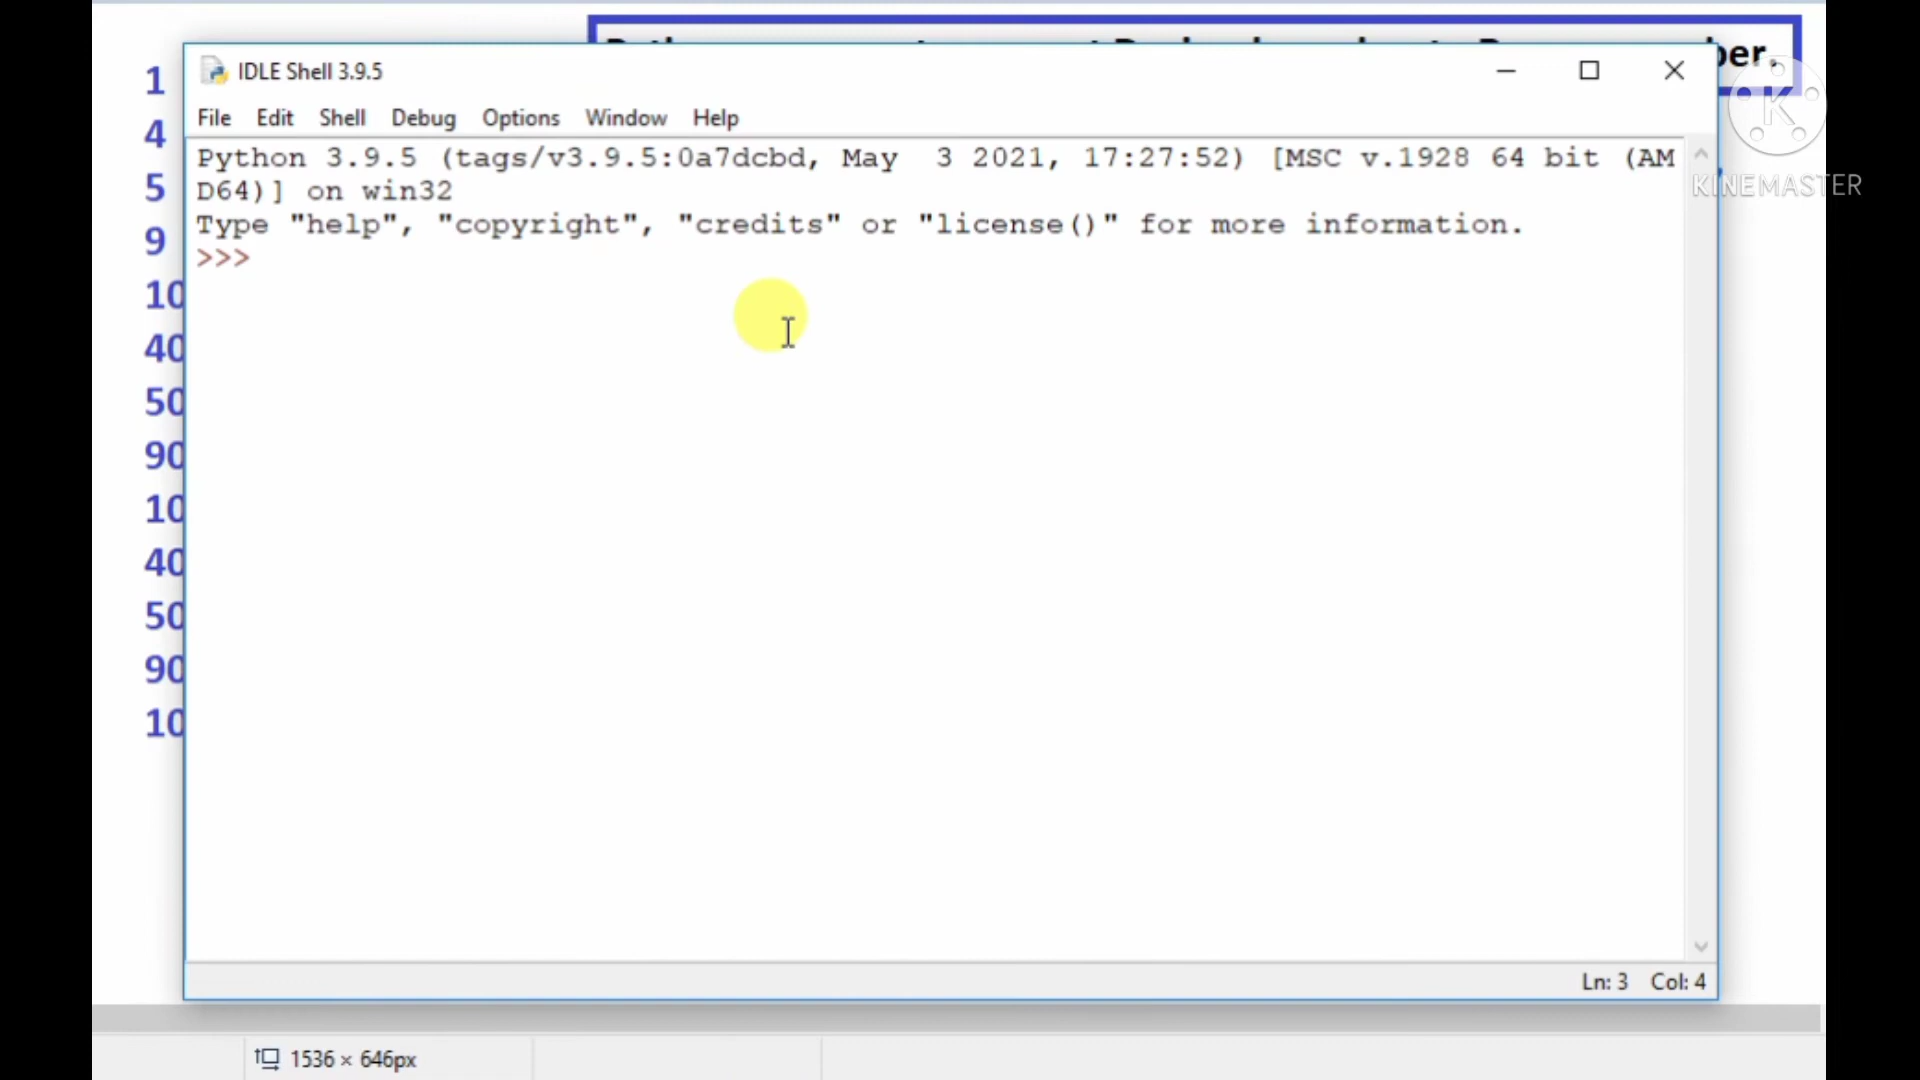 ber.
1
4
5
9
10
40
50
90
10
40
50
90
10
IDLE Shell 3.9.5
File Edit Shell Debug Options Window Help
Python 3.9.5 (tags/v3.9.5:0a7dcbd, May  3 2021, 17:27:52) [MSC v.1928 64 bit (AM
D64)] on win32
Type "help", "copyright", "credits" or "license()" for more information.
>>>
K
KINEMASTER
Ln: 3 Col: 4
1536 × 646px